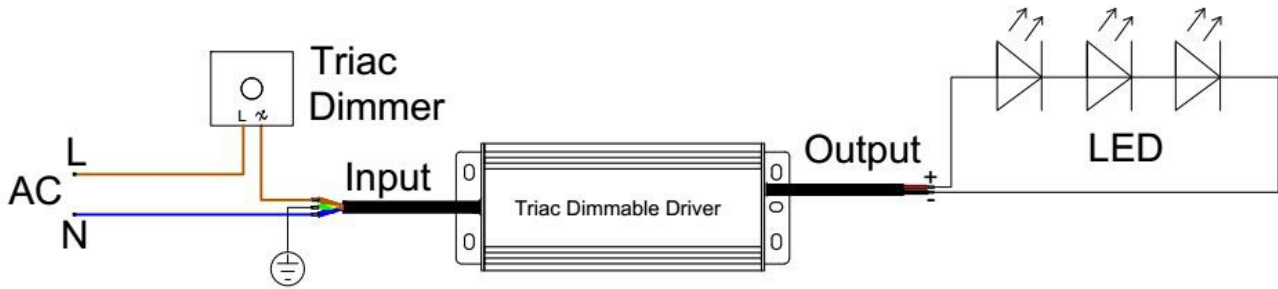 Triac
Dimmer
L
L
AC
N
Input
Triac Dimmable Driver
Output
+
-
LED